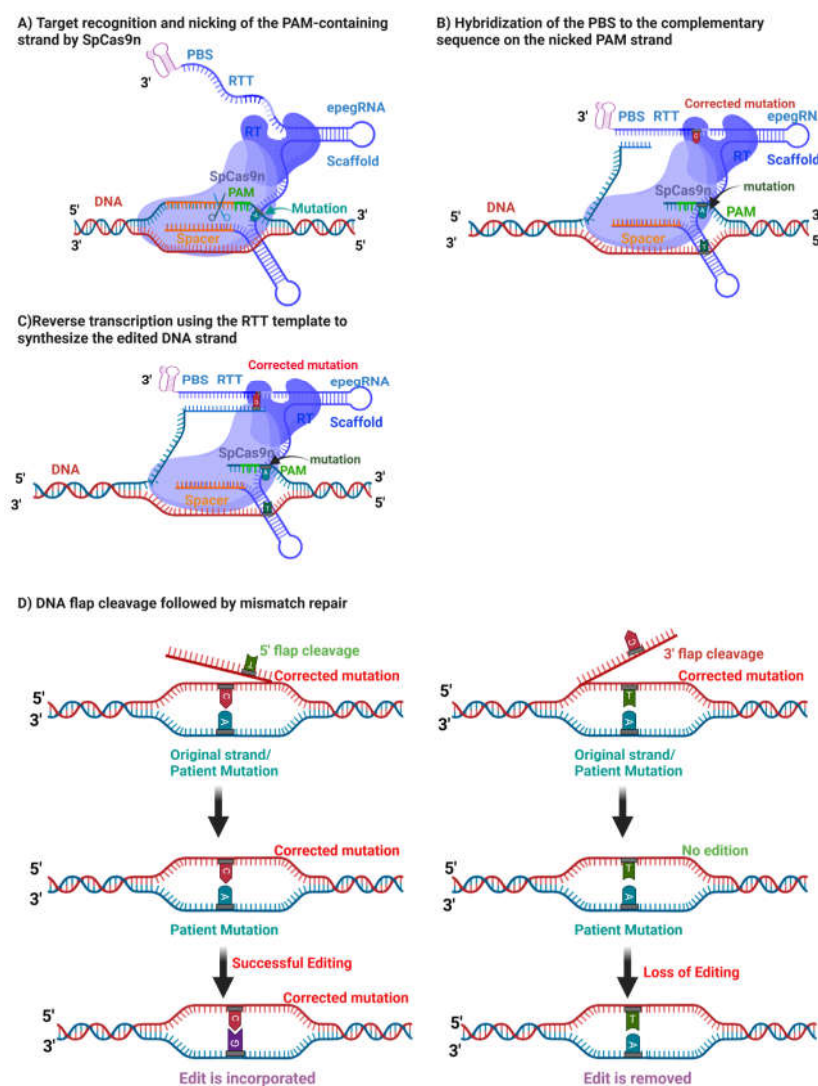 A) Target recognition and nicking of the PAM-containing
strand by SpCas9n
PBS
RTT
3'
epegRNA
RT
Scaffold
SpCas9n
PAM
DNA
Mutation
5'
3'
3'
5'
Spacer
B) Hybridization of the PBS to the complementary
sequence on the nicked PAM strand
Corrected mutation
3'
PBS RTT
epegRNA
G
RT
Scaffold
SpCas9n
mutation
DNA
PAM
5'
3'
3'
5'
Spacer
C)Reverse transcription using the RTT template to
synthesize the edited DNA strand
Corrected mutation
3'
PBS RTT
epegRNA
G
RT
Scaffold
SpCas9n
mutation
DNA
PAM
5'
3'
3'
5'
Spacer
D) DNA flap cleavage followed by mismatch repair
T
5' flap cleavage
Corrected mutation
5'
3'
C
A
Original strand/
Patient Mutation
Corrected mutation
5'
3'
C
A
Patient Mutation
Successful Editing
Corrected mutation
5'
3'
C
G
Edit is incorporated
C
3' flap cleavage
Corrected mutation
5'
3'
T
A
Original strand/
Patient Mutation
No edition
5'
3'
T
A
Patient Mutation
Loss of Editing
5'
3'
T
A
Edit is removed